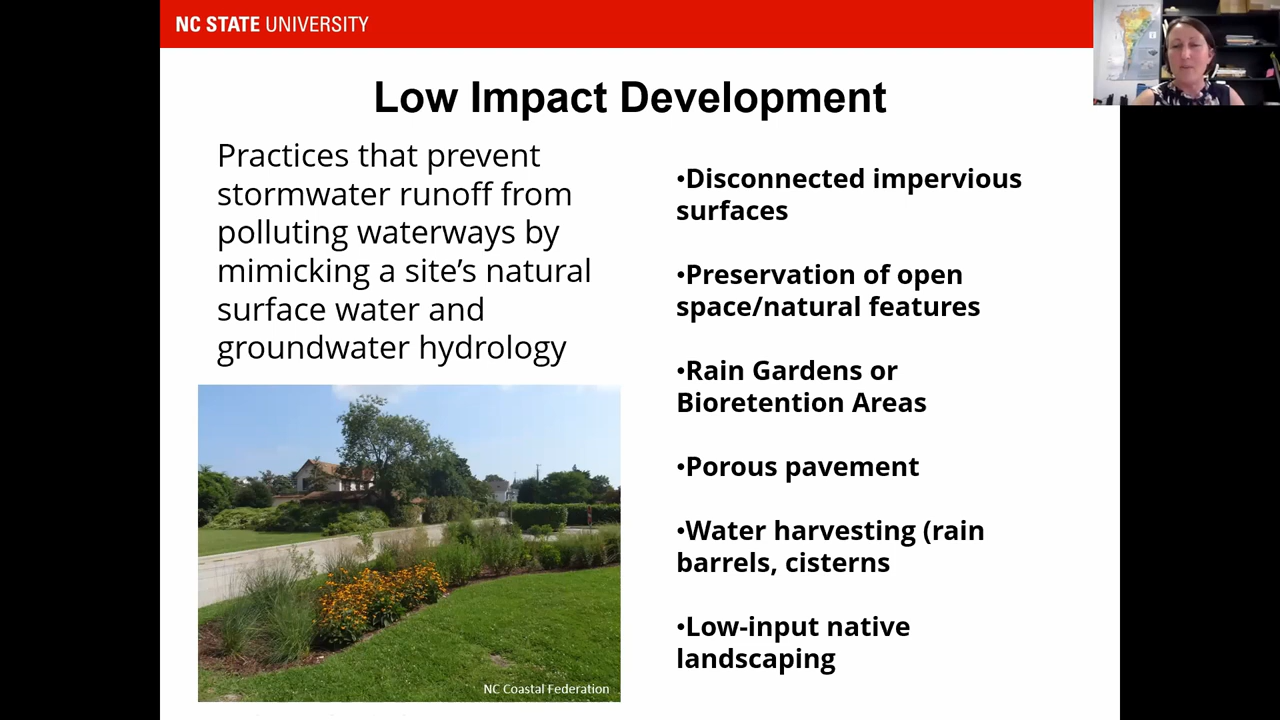 NC STATE UNIVERSITY
Low Impact Development
Practices that prevent
stormwater runoff from
polluting waterways by
mimicking a site’s natural
surface water and
groundwater hydrology
•Disconnected impervious
surfaces
•Preservation of open
space/natural features
•Rain Gardens or
Bioretention Areas
•Porous pavement
•Water harvesting (rain
barrels, cisterns
•Low-input native
landscaping
NC Coastal Federation